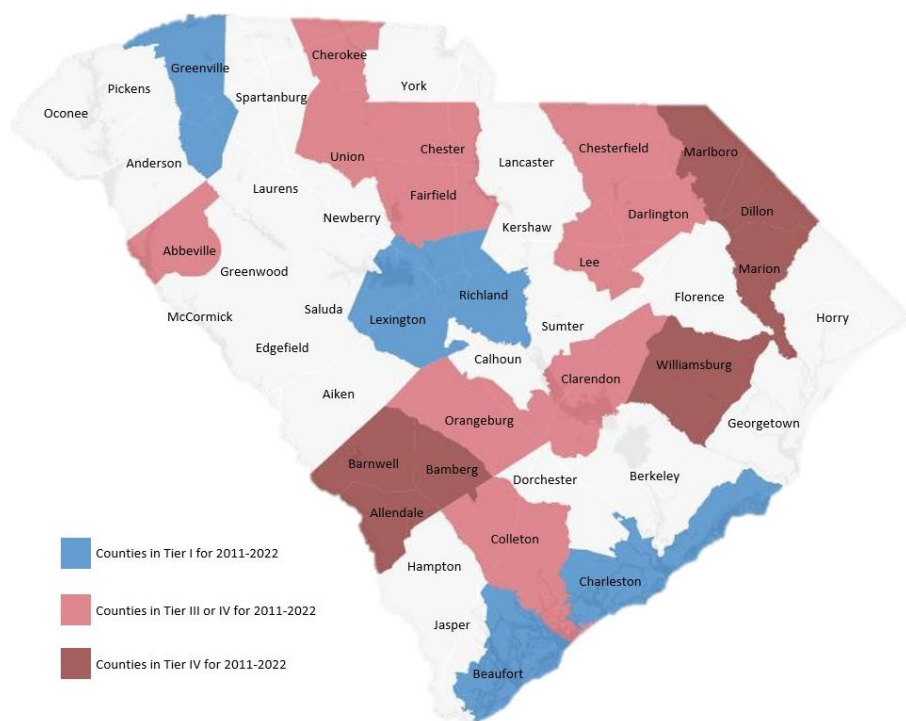 Cherokee
Greenville
York
Pickens
Spartanburg
Oconee
Chester
Chesterfield
Marlboro
Union
Lancaster
Anderson
Laurens
Fairfield
Dillon
Newberry
Darlington
Kershaw
Abbeville
Lee
Marion
Greenwood
Richland
Florence
Saluda
McCormick
Lexington
Sumter
Horry
Edgefield
Calhoun
Williamsburg
Clarendon
Aiken
Orangeburg
Georgetown
Barnwell
Bamberg
Berkeley
Dorchester
Allendale
Colleton
Counties in Tier I for 2011-2022
Hampton
Charleston
Counties in Tier III or IV for 2011-2022
Jasper
Counties in Tier IV for 2011-2022
Beaufort